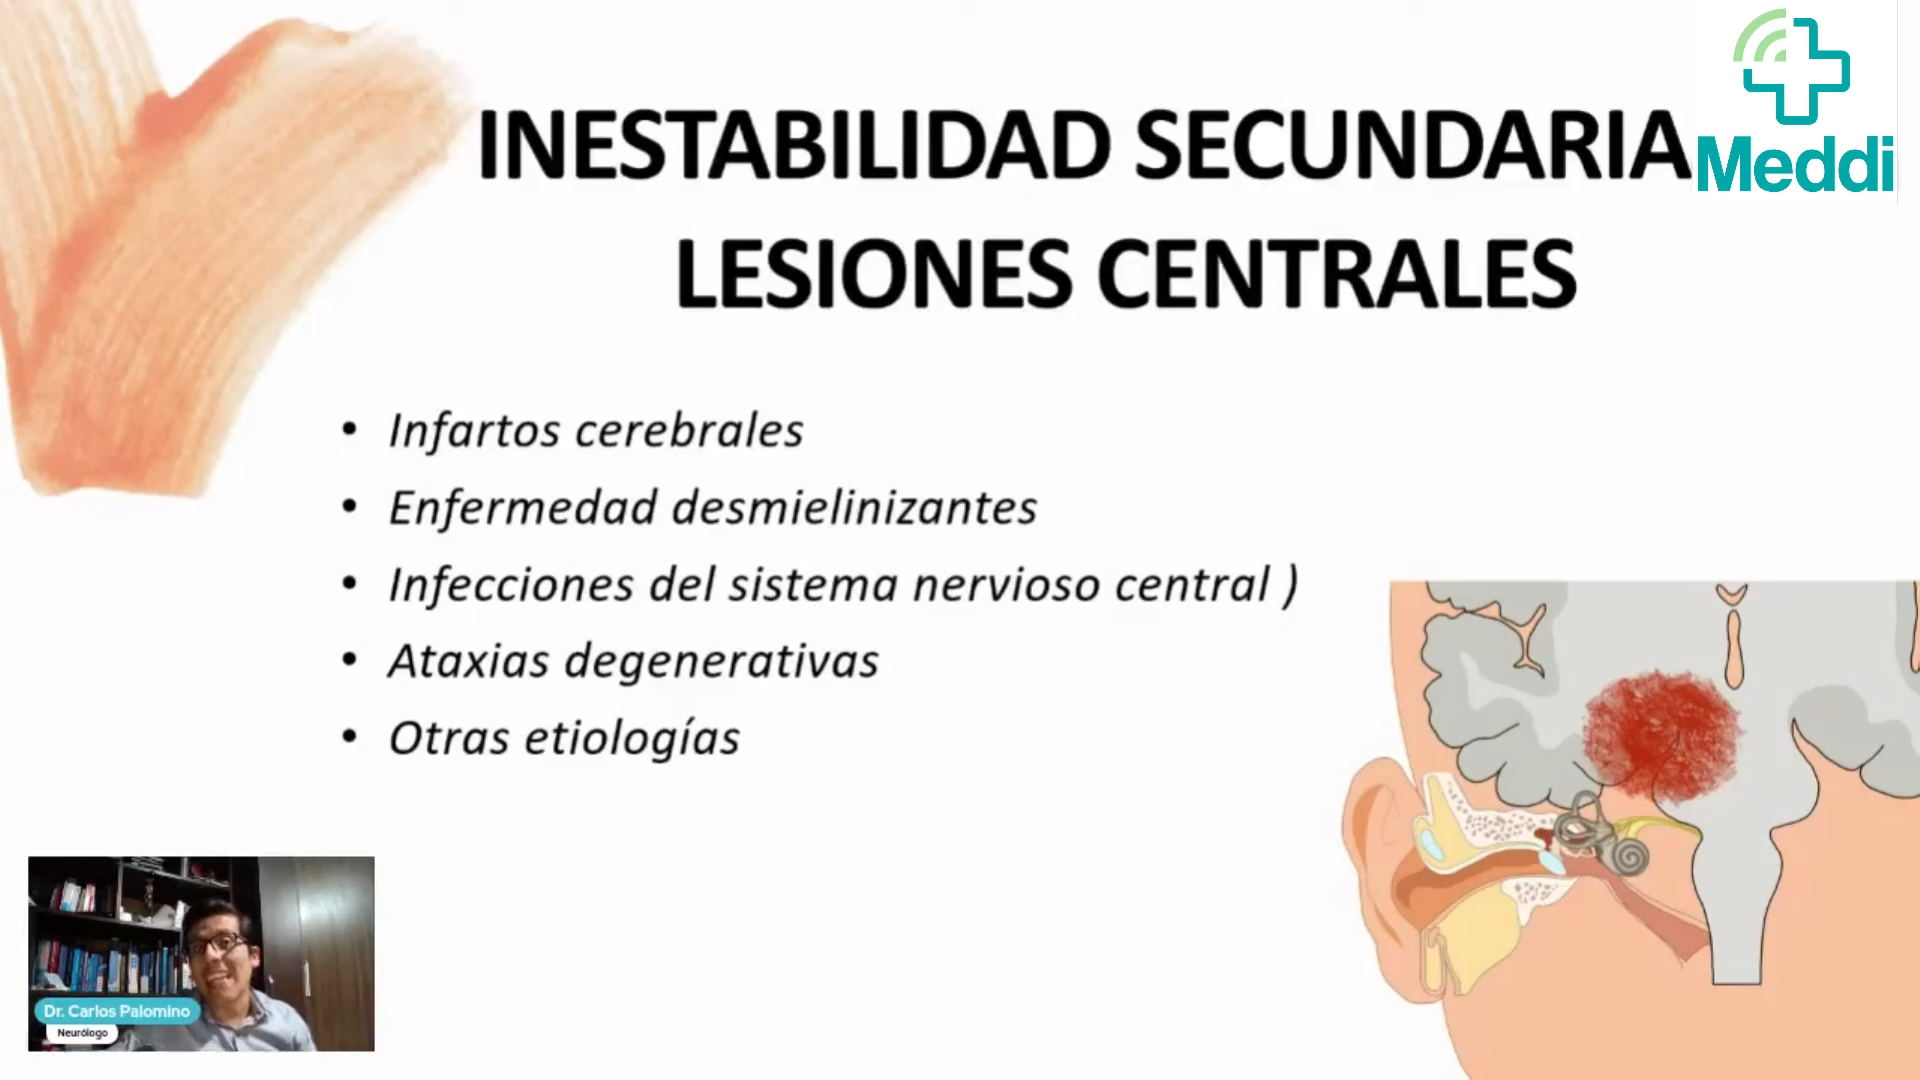 INESTABILIDAD SECUNDARIA
LESIONES CENTRALES
Meddi
• Infartos cerebrales
• Enfermedad desmielinizantes
• Infecciones del sistema nervioso central )
• Ataxias degenerativas
• Otras etiologías
Dr. Carlos Palomino
Neurólogo